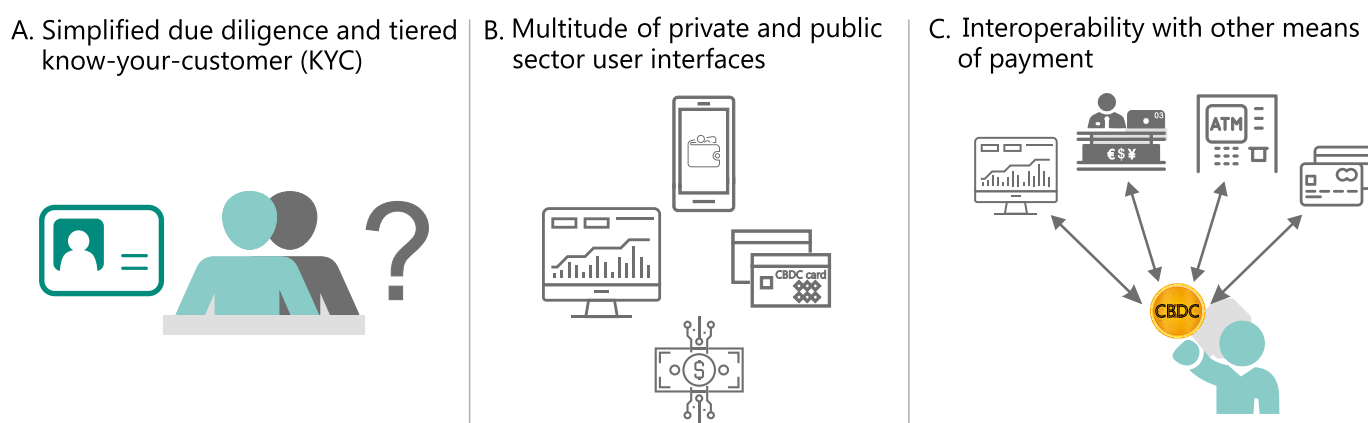 A. Simplified due diligence and tiered
know-your-customer (KYC)
B. Multitude of private and public
sector user interfaces
CBDC card
$
C. Interoperability with other means
of payment
03
€$¥
ATM
CBDC